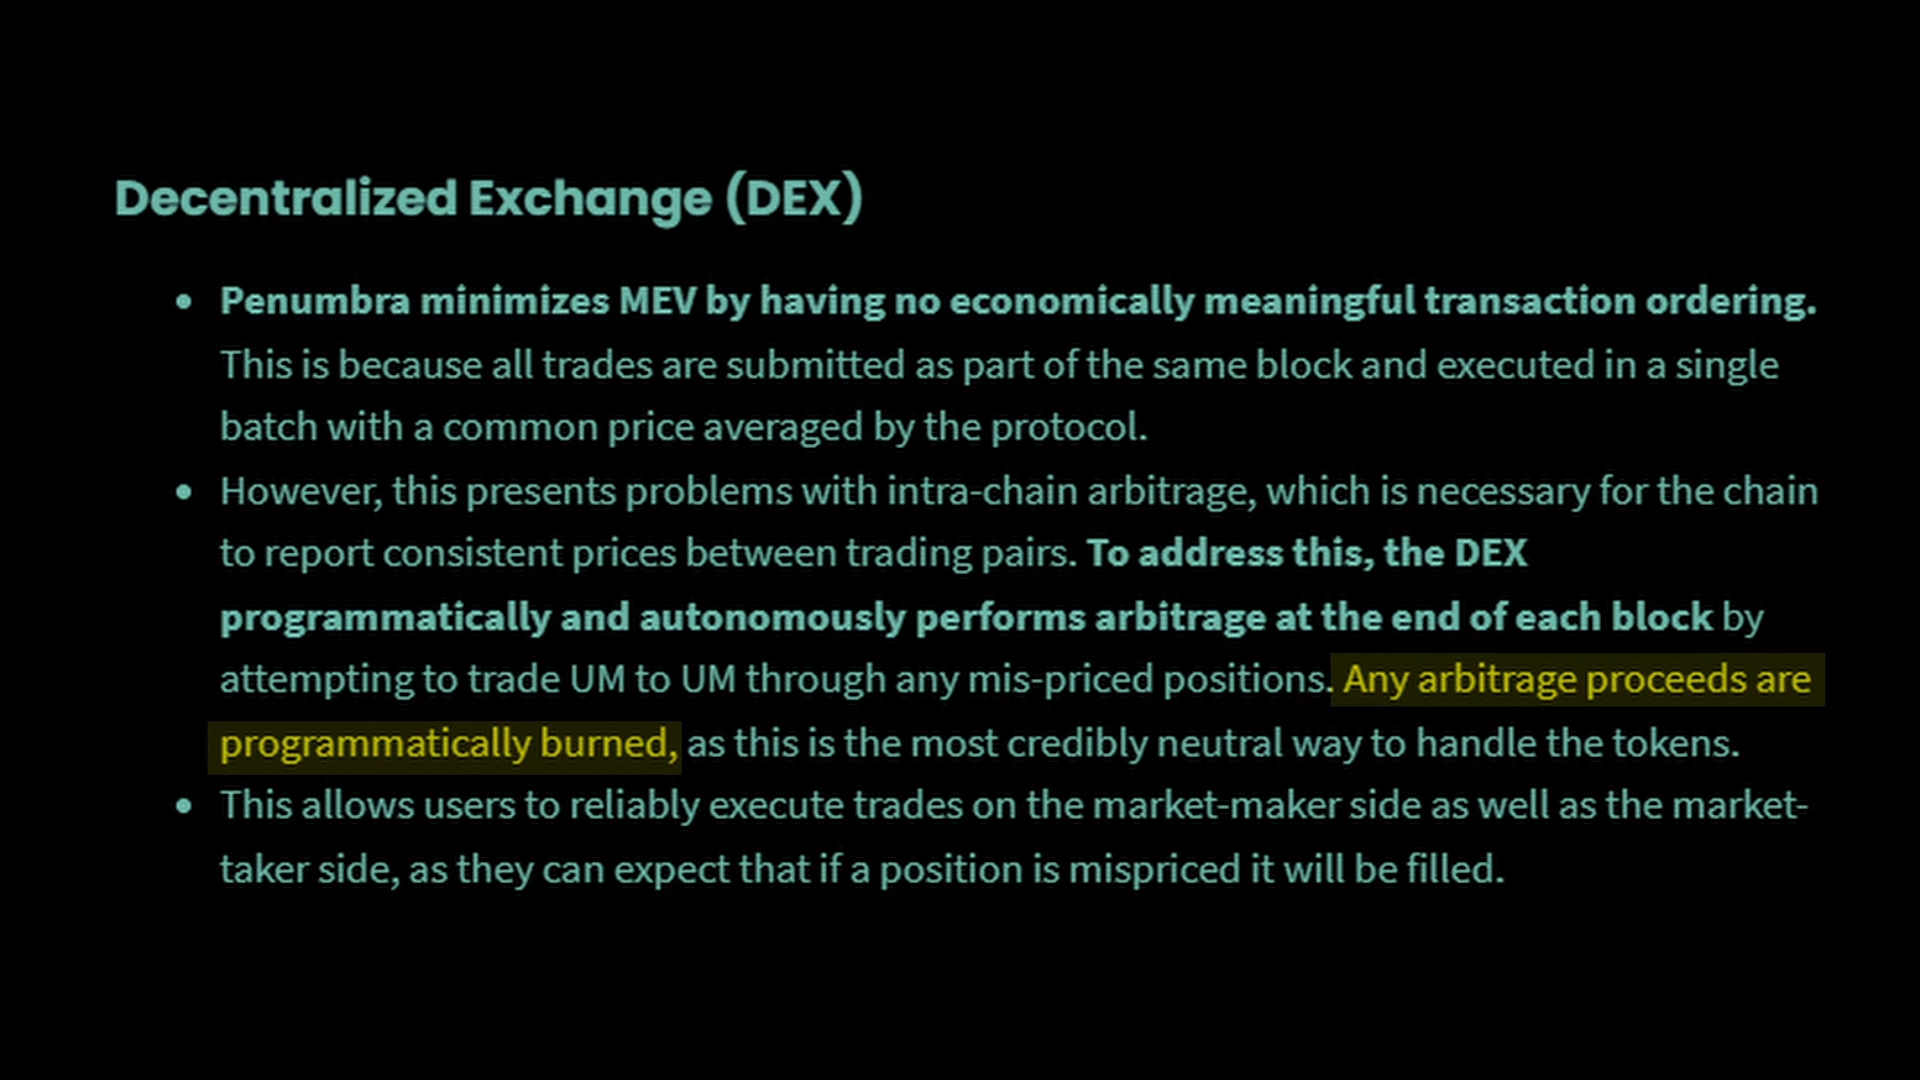 Decentralized Exchange (DEX)
• Penumbra minimizes MEV by having no economically meaningful transaction ordering.
This is because all trades are submitted as part of the same block and executed in a single
batch with a common price averaged by the protocol.
• However, this presents problems with intra-chain arbitrage, which is necessary for the chain
to report consistent prices between trading pairs. To address this, the DEX
programmatically and autonomously performs arbitrage at the end of each block by
attempting to trade UM to UM through any mis-priced positions. Any arbitrage proceeds are
programmatically burned, as this is the most credibly neutral way to handle the tokens.
• This allows users to reliably execute trades on the market-maker side as well as the market-
taker side, as they can expect that if a position is mispriced it will be filled.